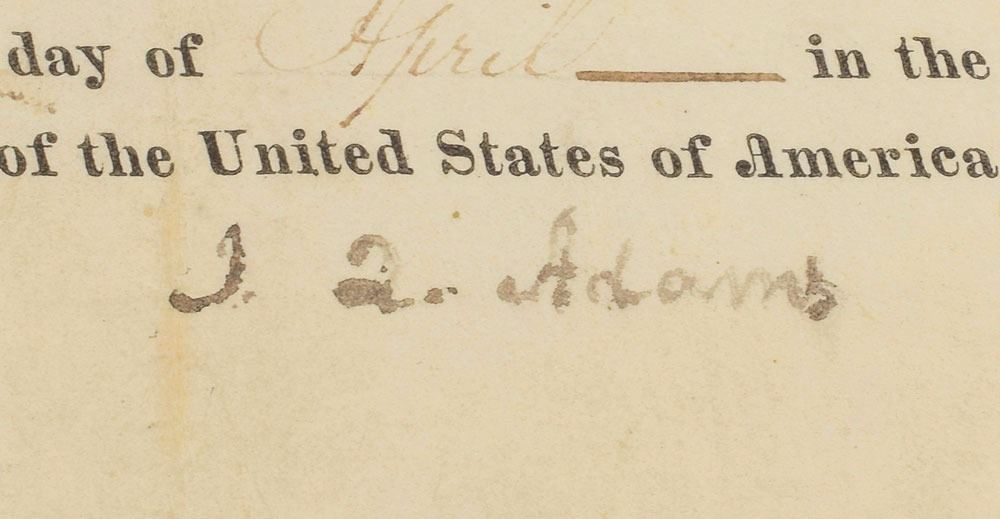 day of April in the
of the United States of America
J. Q. Adams